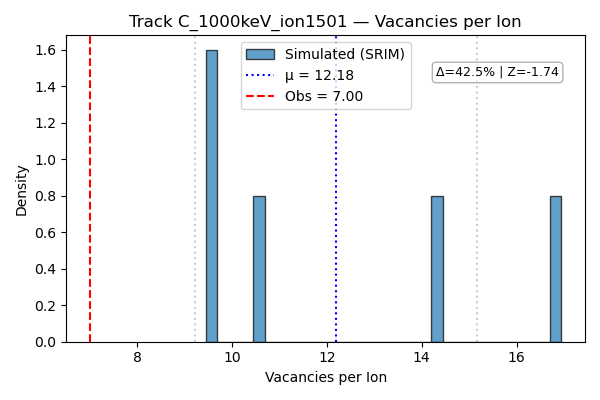 Track C_1000keV_ion1501 — Vacancies per Ion
Simulated (SRIM)
μ = 12.18
Obs = 7.00
Δ=42.5% | Z=-1.74
Density
1.6
1.4
1.2
1.0
0.8
0.6
0.4
0.2
0.0
8
10
12
14
16
Vacancies per Ion